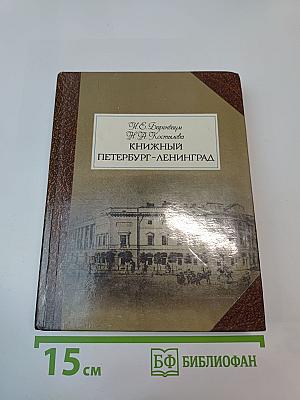 И.Е. Баренбаум
Н.А. Костылева
КНИЖНЫЙ
ПЕТЕРБУРГ-ЛЕНИНГРАД
15 см
БФ БИБЛИОФАН